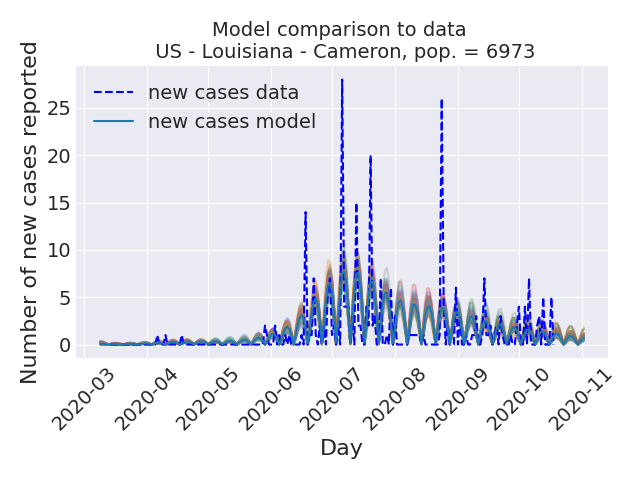 Model comparison to data
US - Louisiana - Cameron, pop. = 6973
Number of new cases reported
new cases data
new cases model
25
20
15
10
5
0
2020-03
2020-04
2020-05
2020-06
2020-07
2020-08
2020-09
2020-10
2020-11
Day